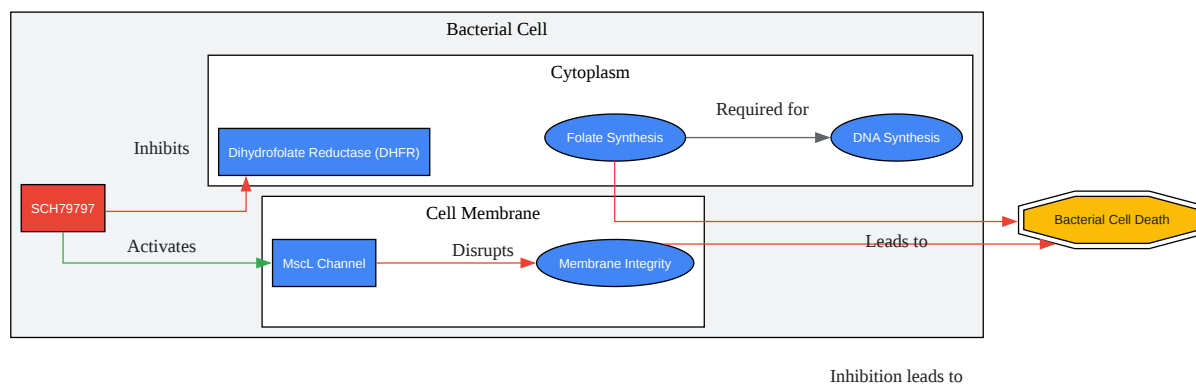 Bacterial Cell
Cytoplasm
Required for
Folate Synthesis
DNA Synthesis
Inhibits
Dihydrofolate Reductase (DHFR)
SCH79797
Cell Membrane
Bacterial Cell Death
Activates
Disrupts
Leads to
MscL Channel
Membrane Integrity
Inhibition leads to